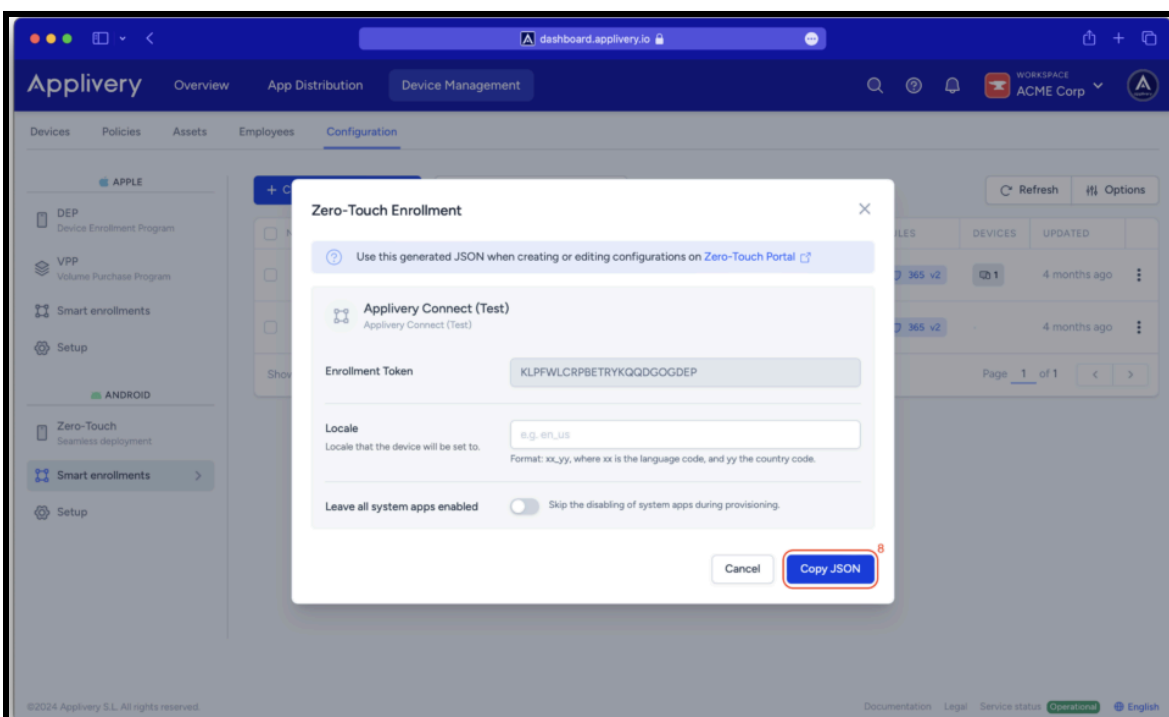 dashboard.applivery.io
Applivery Overview App Distribution Device Management WORKSPACE ACME Corp
Devices Policies Assets Employees Configuration
APPLE
DEP
Device Enrollment Program
VPP
Volume Purchase Program
Smart enrollments
Setup
ANDROID
Zero-Touch
Seamless deployment
Smart enrollments
Setup
+ C
Refresh Options
DEVICES UPDATED
365 v2 1 4 months ago
365 v2 - 4 months ago
Page 1 of 1
Zero-Touch Enrollment
Use this generated JSON when creating or editing configurations on Zero-Touch Portal
Applivery Connect (Test)
Applivery Connect (Test)
Enrollment Token KLPFWLCRPBETRYKQQDGOGDEP
Locale e.g. en_us
Locale that the device will be set to.
Format: xx_yy, where xx is the language code, and yy the country code.
Leave all system apps enabled Skip the disabling of system apps during provisioning.
8
Cancel Copy JSON
©2024 Applivery S.L. All rights reserved. Documentation Legal Service status Operational English